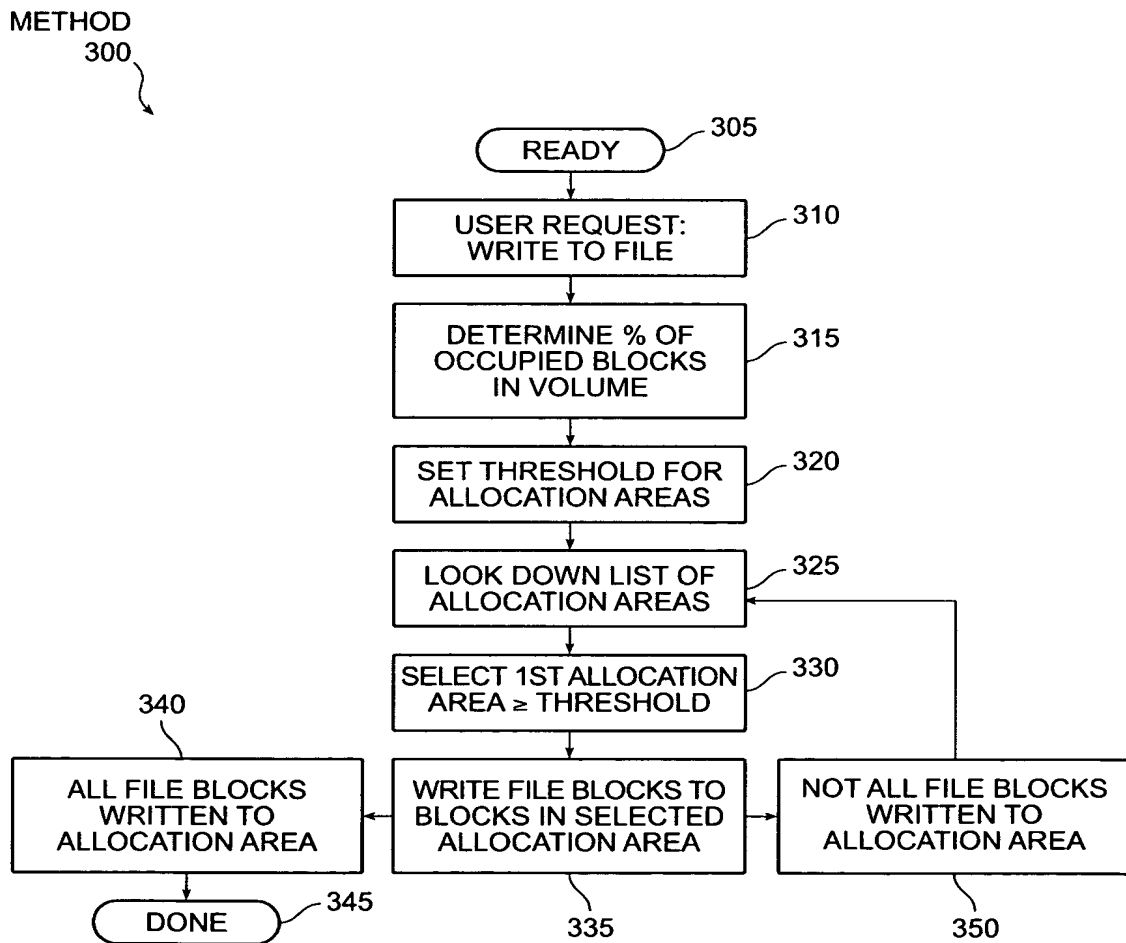 METHOD
300
READY
305
USER REQUEST:
WRITE TO FILE
310
DETERMINE % OF
OCCUPIED BLOCKS
IN VOLUME
315
SET THRESHOLD FOR
ALLOCATION AREAS
320
LOOK DOWN LIST OF
ALLOCATION AREAS
325
SELECT 1ST ALLOCATION
AREA ≥ THRESHOLD
330
340
ALL FILE BLOCKS
WRITTEN TO
ALLOCATION AREA
WRITE FILE BLOCKS TO
BLOCKS IN SELECTED
ALLOCATION AREA
335
NOT ALL FILE BLOCKS
WRITTEN TO
ALLOCATION AREA
350
DONE
345